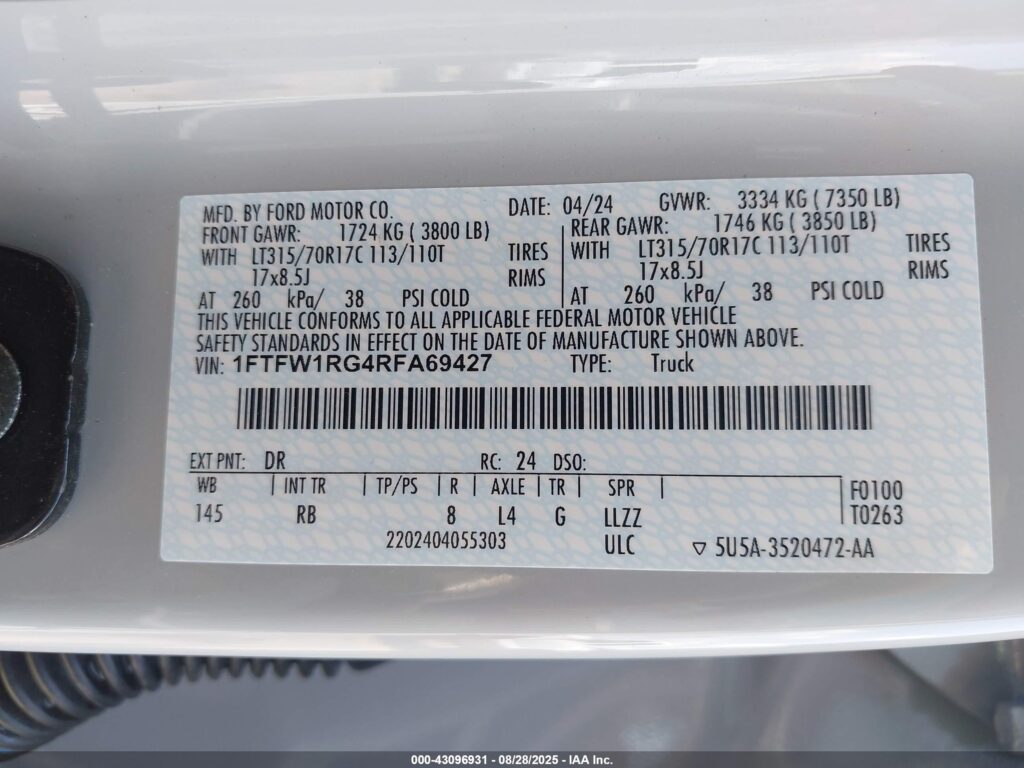 MFD. BY FORD MOTOR CO. DATE: 04/24 GVWR: 3334 KG ( 7350 LB)
FRONT GAWR: 1724 KG ( 3800 LB) REAR GAWR: 1746 KG ( 3850 LB)
WITH LT315/70R17C 113/110T TIRES WITH LT315/70R17C 113/110T TIRES
17x8.5J RIMS 17x8.5J RIMS
AT 260 kPa/ 38 PSI COLD AT 260 kPa/ 38 PSI COLD
THIS VEHICLE CONFORMS TO ALL APPLICABLE FEDERAL MOTOR VEHICLE
SAFETY STANDARDS IN EFFECT ON THE DATE OF MANUFACTURE SHOWN ABOVE.
VIN: 1FTFW1RG4RFA69427 TYPE: Truck
EXT PNT: DR RC: 24 DSO:
WB INT TR TP/PS R AXLE TR SPR F0100
145 RB 8 L4 G LLZZ T0263
2202404055303 ULC ▽ 5U5A-3520472-AA
000-43096931 - 08/28/2025 - IAA Inc.